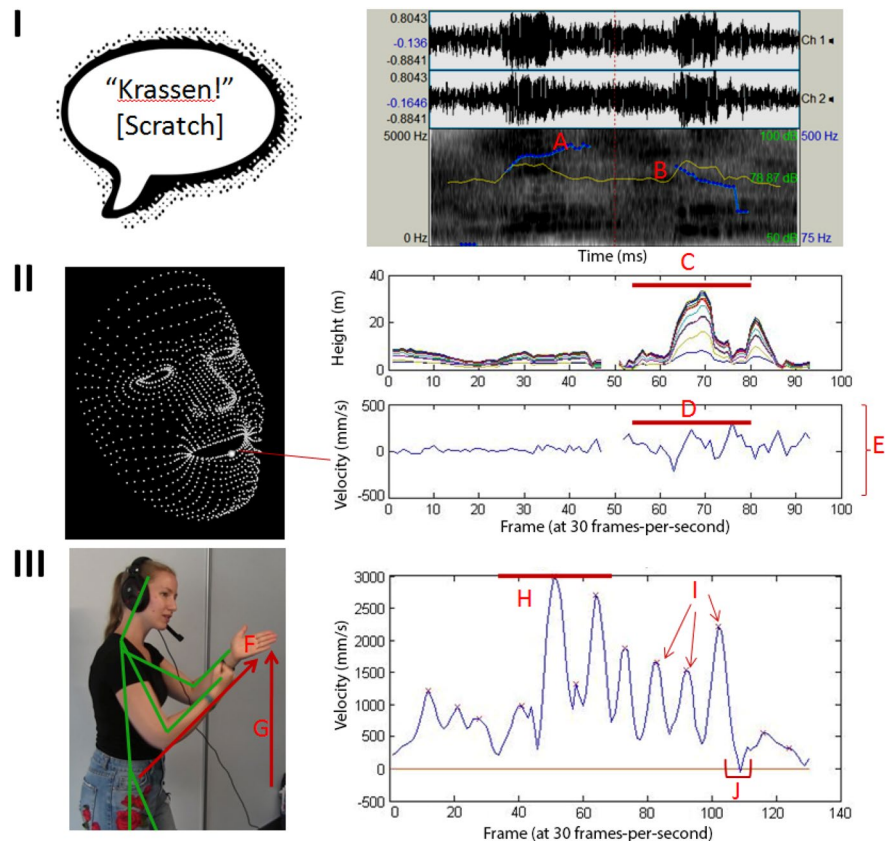 I
“Krassen!”
[Scratch]
0.8043
-0.136
-0.8841
0.8043
-0.1646
-0.8841
Ch 1
Ch 2
5000 Hz
0 Hz
A
B
100 dB
78.87 dB
50 dB
500 Hz
75 Hz
Time (ms)
II
C
Height (m)
40
20
0
0 10 20 30 40 50 60 70 80 90 100
D
E
Velocity (mm/s)
500
0
-500
0 10 20 30 40 50 60 70 80 90 100
Frame (at 30 frames-per-second)
III
F
G
H
I
J
Velocity (mm/s)
3000
2500
2000
1500
1000
500
0
-500
0 20 40 60 80 100 120 140
Frame (at 30 frames-per-second)